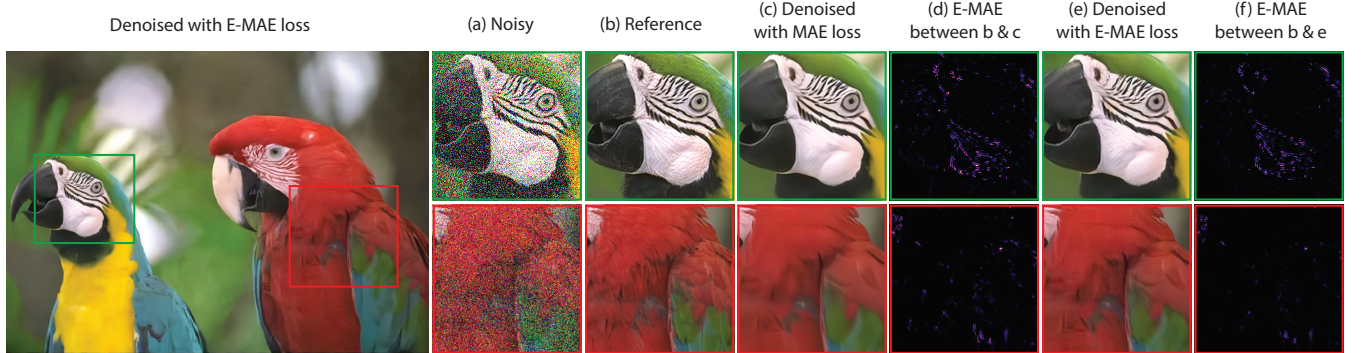 Denoised with E-MAE loss
(a) Noisy
(b) Reference
(c) Denoised
with MAE loss
(d) E-MAE
between b & c
(e) Denoised
with E-MAE loss
(f) E-MAE
between b & e